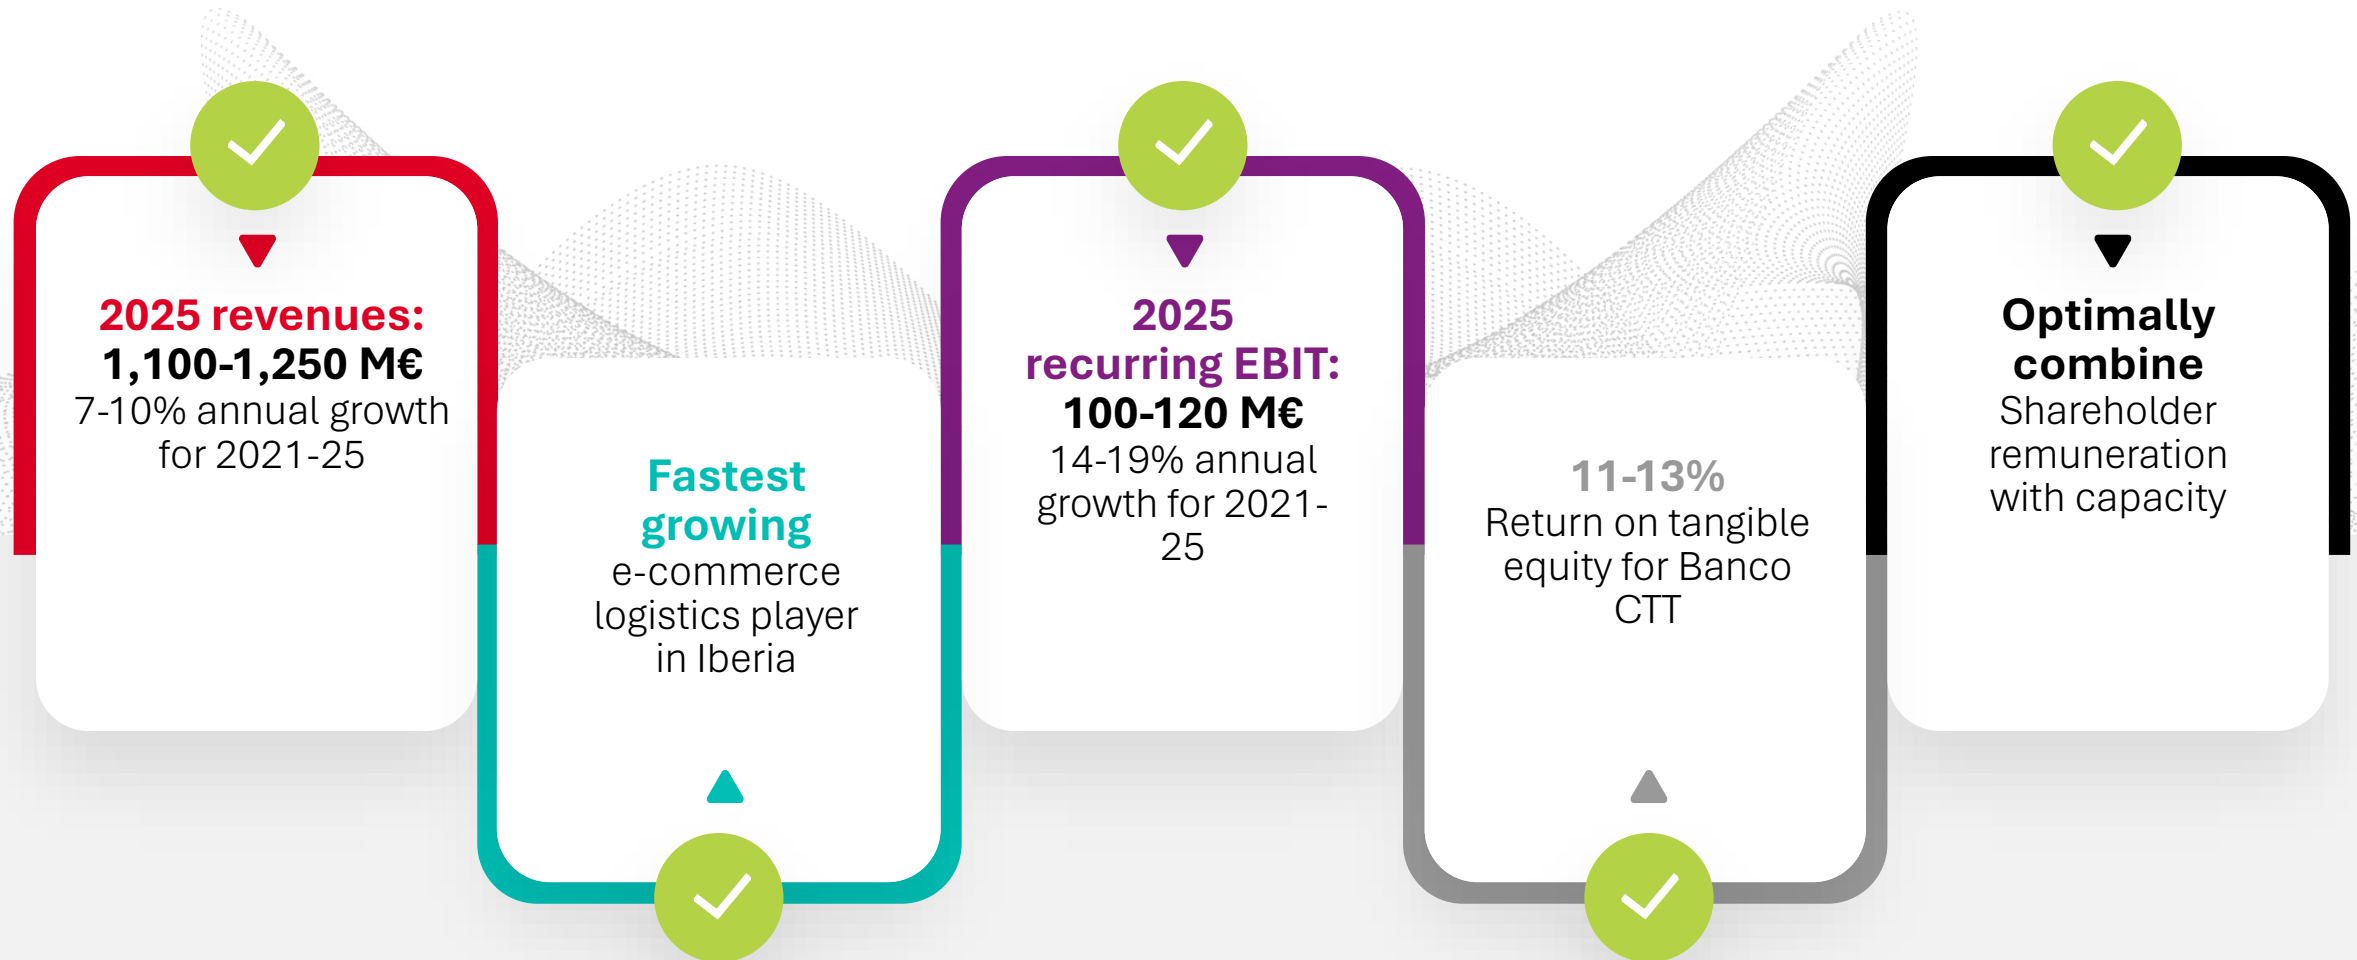 2025 revenues:
1,100-1,250 M€
7-10% annual growth
for 2021-25
Fastest
growing
e-commerce
logistics player
in Iberia
2025
recurring EBIT:
100-120 M€
14-19% annual
growth for 2021-
25
11-13%
Return on tangible
equity for Banco
CTT
Optimally
combine
Shareholder
remuneration
with capacity